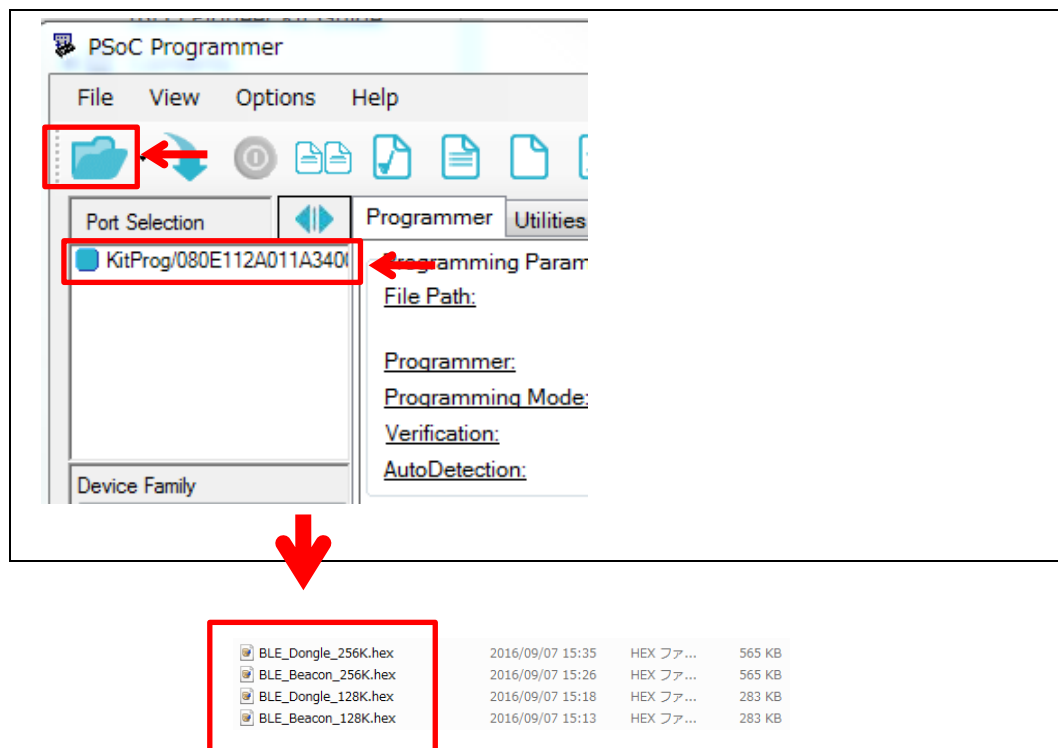 PSoC Programmer
File View Options Help
Port Selection
Programmer Utilities
KitProg/080E112A011A340
Programming Param
File Path:
Programmer:
Programming Mode:
Verification:
AutoDetection:
Device Family
BLE_Dongle_256K.hex 2016/09/07 15:35 HEX ファ... 565 KB
BLE_Beacon_256K.hex 2016/09/07 15:26 HEX ファ... 565 KB
BLE_Dongle_128K.hex 2016/09/07 15:18 HEX ファ... 283 KB
BLE_Beacon_128K.hex 2016/09/07 15:13 HEX ファ... 283 KB